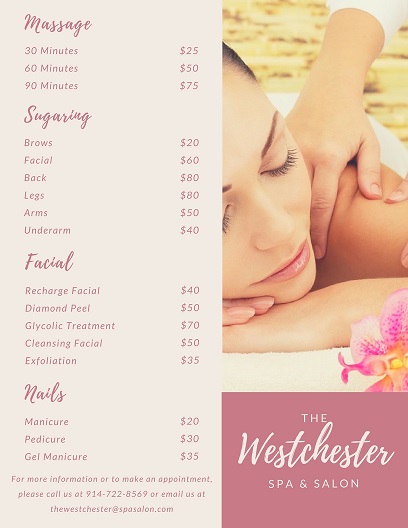 Massage
30 Minutes $25
60 Minutes $50
90 Minutes $75
Sugaring
Brows $20
Facial $60
Back $80
Legs $80
Arms $50
Underarm $40
Facial
Recharge Facial $40
Diamond Peel $50
Glycolic Treatment $70
Cleansing Facial $50
Exfoliation $35
Nails
Manicure $20
Pedicure $30
Gel Manicure $35
For more information or to make an appointment,
please call us at 914-722-8569 or email us at
thewestchester@spasalon.com
THE
Westchester
SPA & SALON